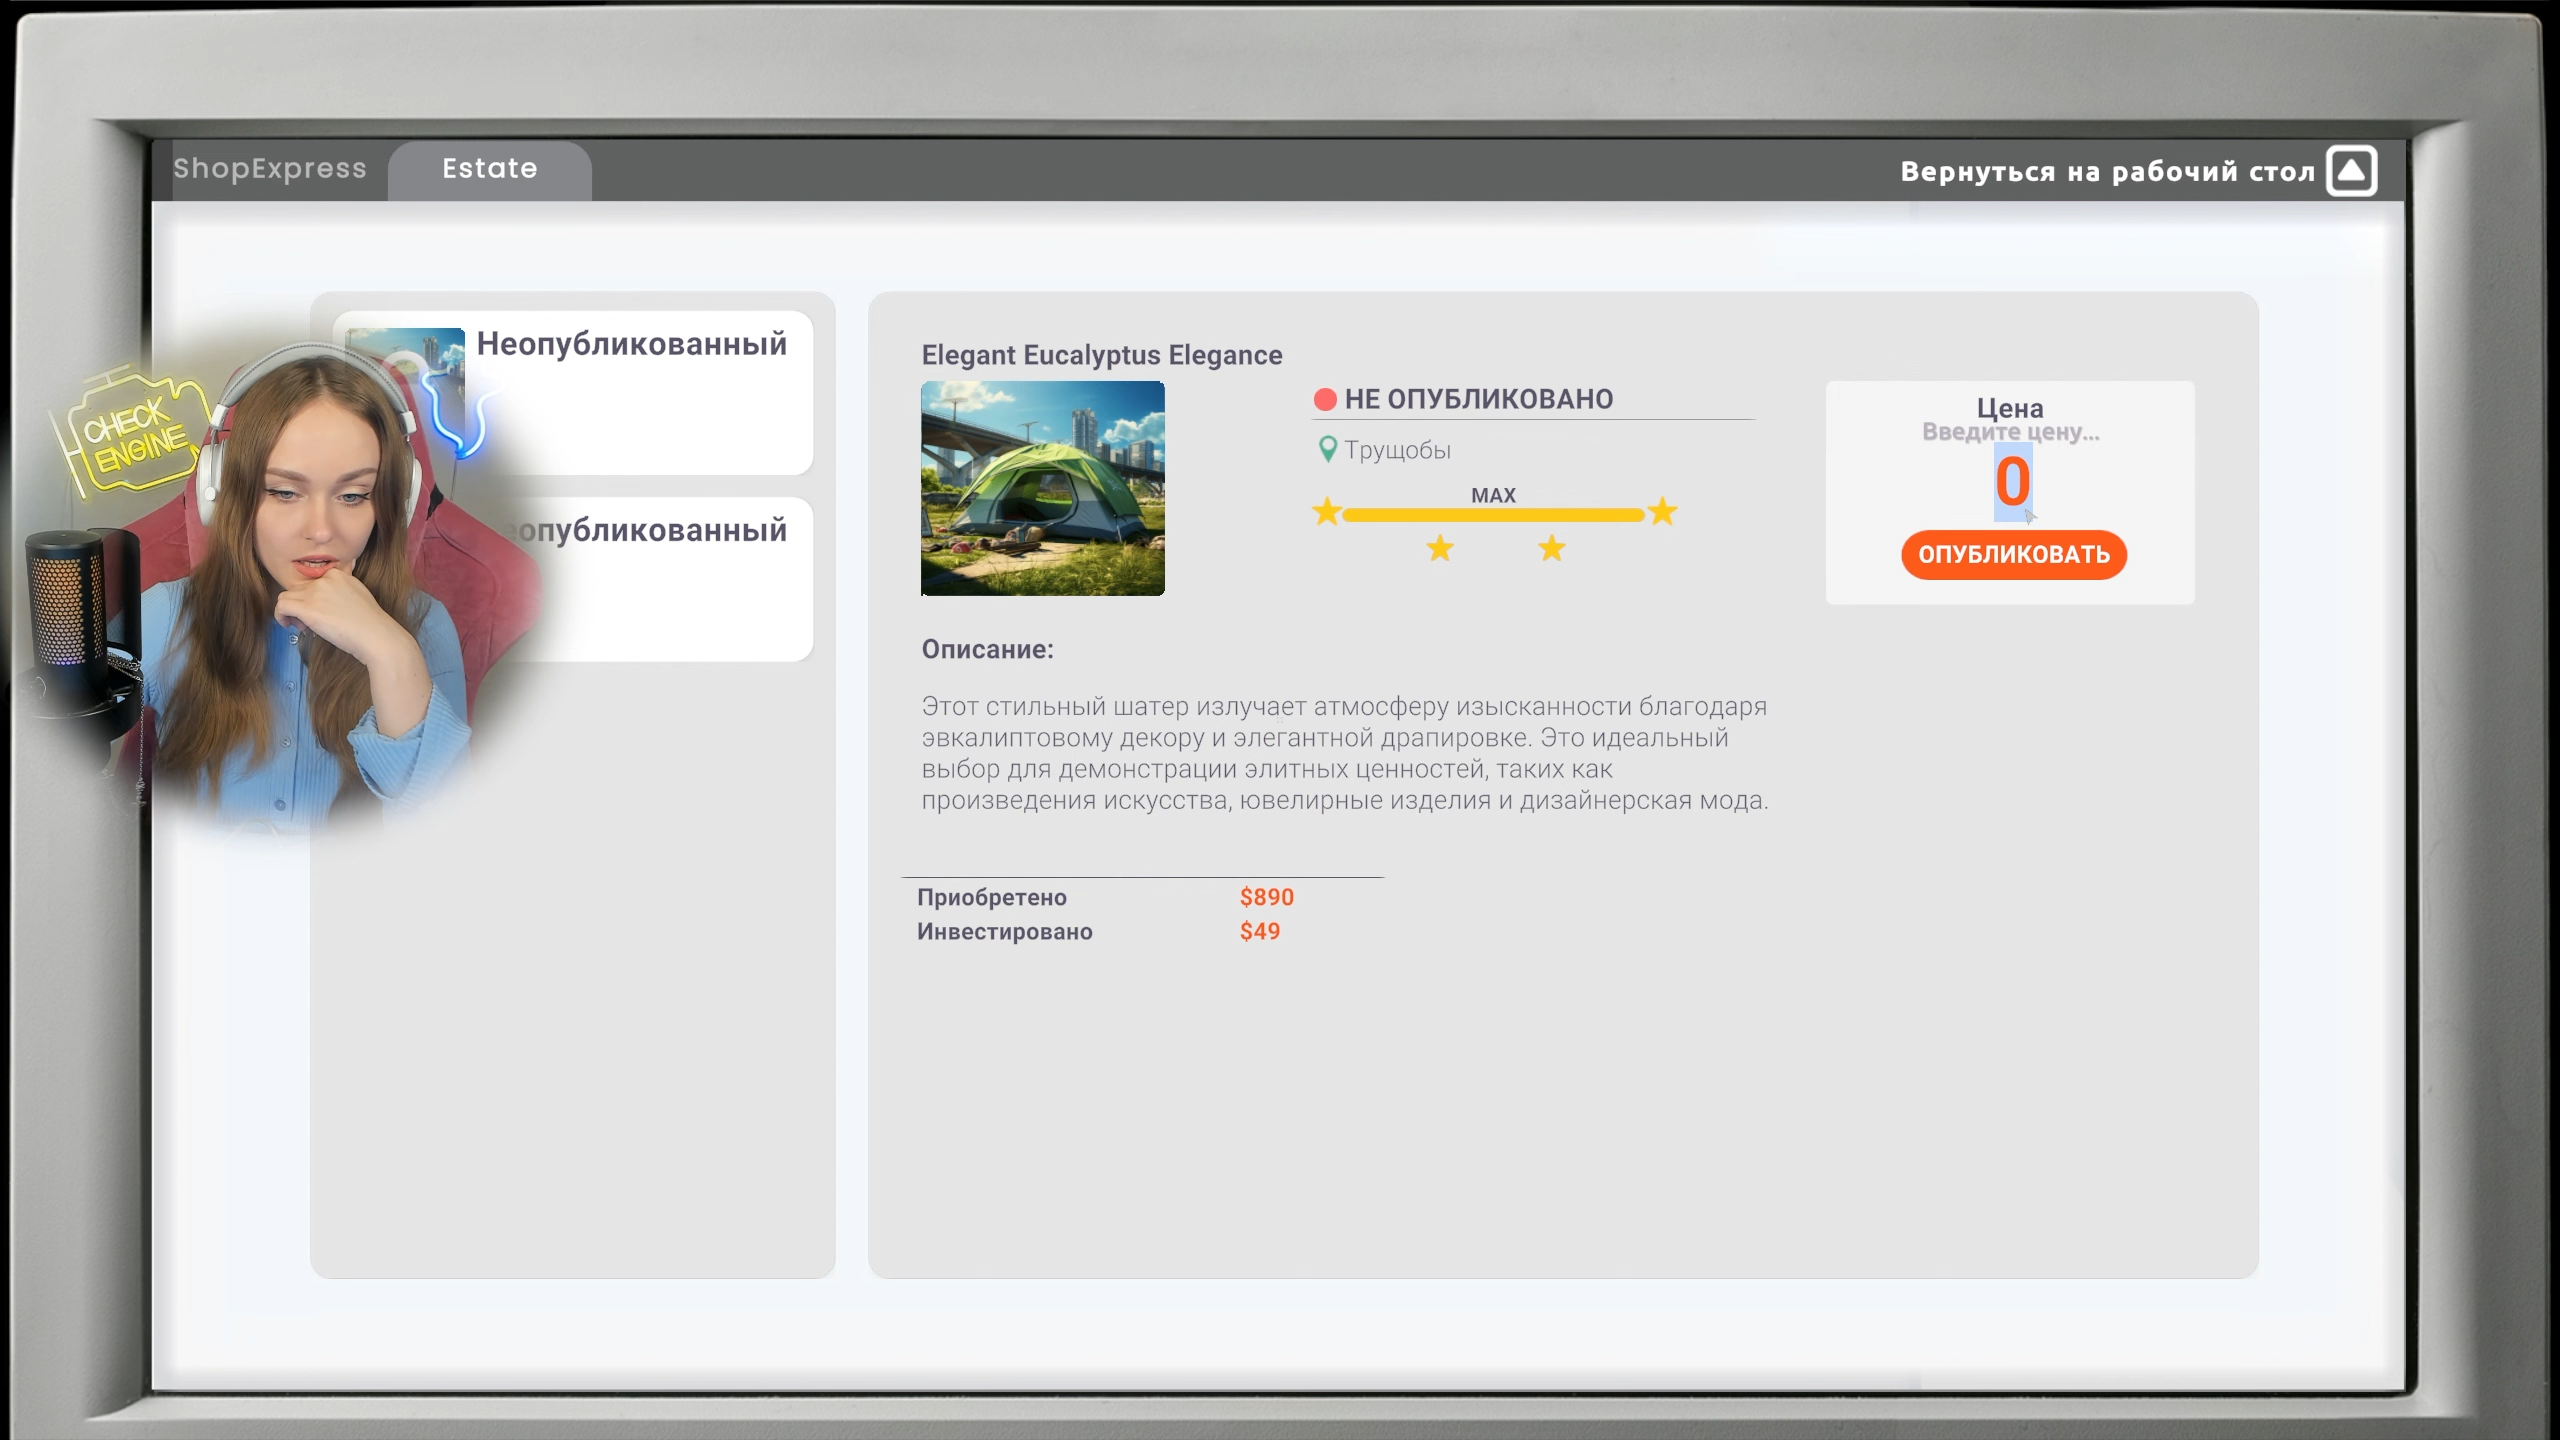 ShopExpress
Estate
Вернуться на рабочий стол
Неопубликованный
еопубликованный
CHECK
ENGINE
Elegant Eucalyptus Elegance
НЕ ОПУБЛИКОВАНО
Трущобы
MAX
Цена
Введите цену...
0
ОПУБЛИКОВАТЬ
Описание:
Этот стильный шатер излучает атмосферу изысканности благодаря
эвкалиптовому декору и элегантной драпировке. Это идеальный
выбор для демонстрации элитных ценностей, таких как
произведения искусства, ювелирные изделия и дизайнерская мода.
Приобретено $890
Инвестировано $49